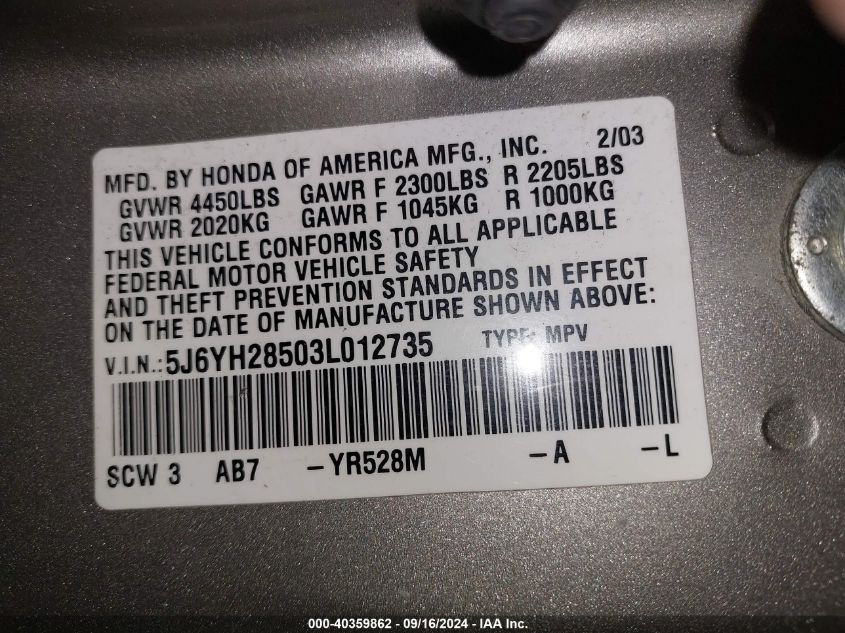 MFD. BY HONDA OF AMERICA MFG., INC. 2/03
GVWR 4450LBS GAWR F 2300LBS R 2205LBS
GVWR 2020KG GAWR F 1045KG R 1000KG
THIS VEHICLE CONFORMS TO ALL APPLICABLE
FEDERAL MOTOR VEHICLE SAFETY
AND THEFT PREVENTION STANDARDS IN EFFECT
ON THE DATE OF MANUFACTURE SHOWN ABOVE:
V.I.N.: 5J6YH28503L012735 TYPE: MPV
SCW 3 AB7 -YR528M -A -L
000-40359862 - 09/16/2024 - IAA Inc.